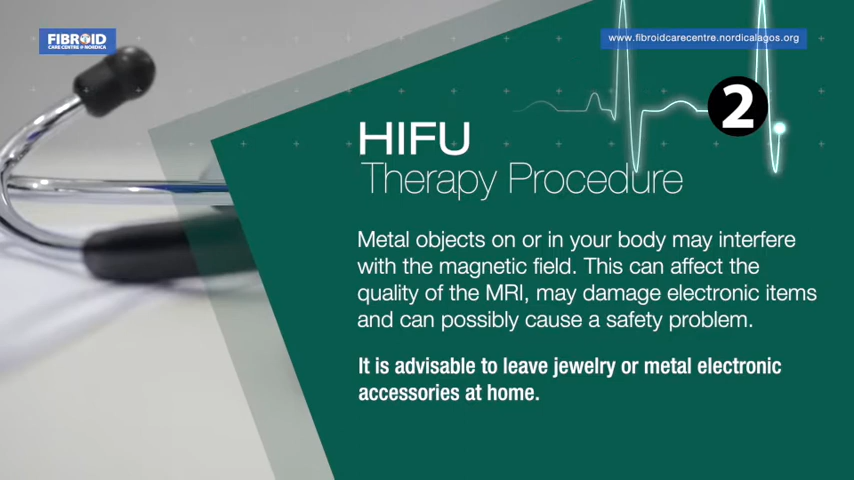 FIBROID
CARE CENTRE @ NORDICA
www.fibroidcarecentre.nordicalagos.org
2
HIFU
Therapy Procedure
Metal objects on or in your body may interfere
with the magnetic field. This can affect the
quality of the MRI, may damage electronic items
and can possibly cause a safety problem.
It is advisable to leave jewelry or metal electronic
accessories at home.